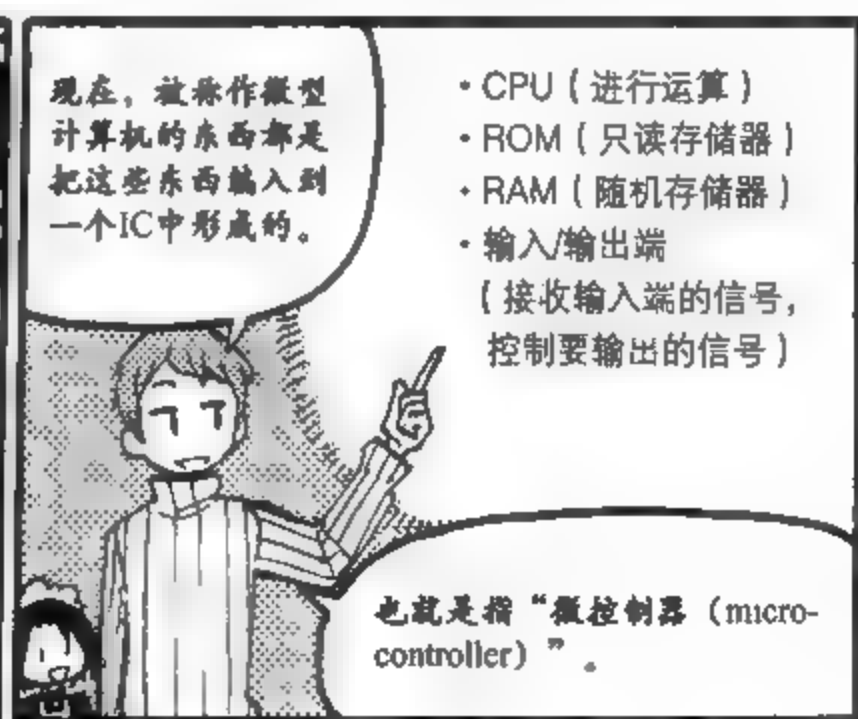 现在，被称作微型
计算机的东西都是
把这些东西输入到
一个IC中形成的。
・CPU（进行运算）
・ROM（只读存储器）
・RAM（随机存储器）
・输入/输出端
（接收输入端的信号，
控制要输出的信号）
也就是指“微控制器（micro-
controller）”。